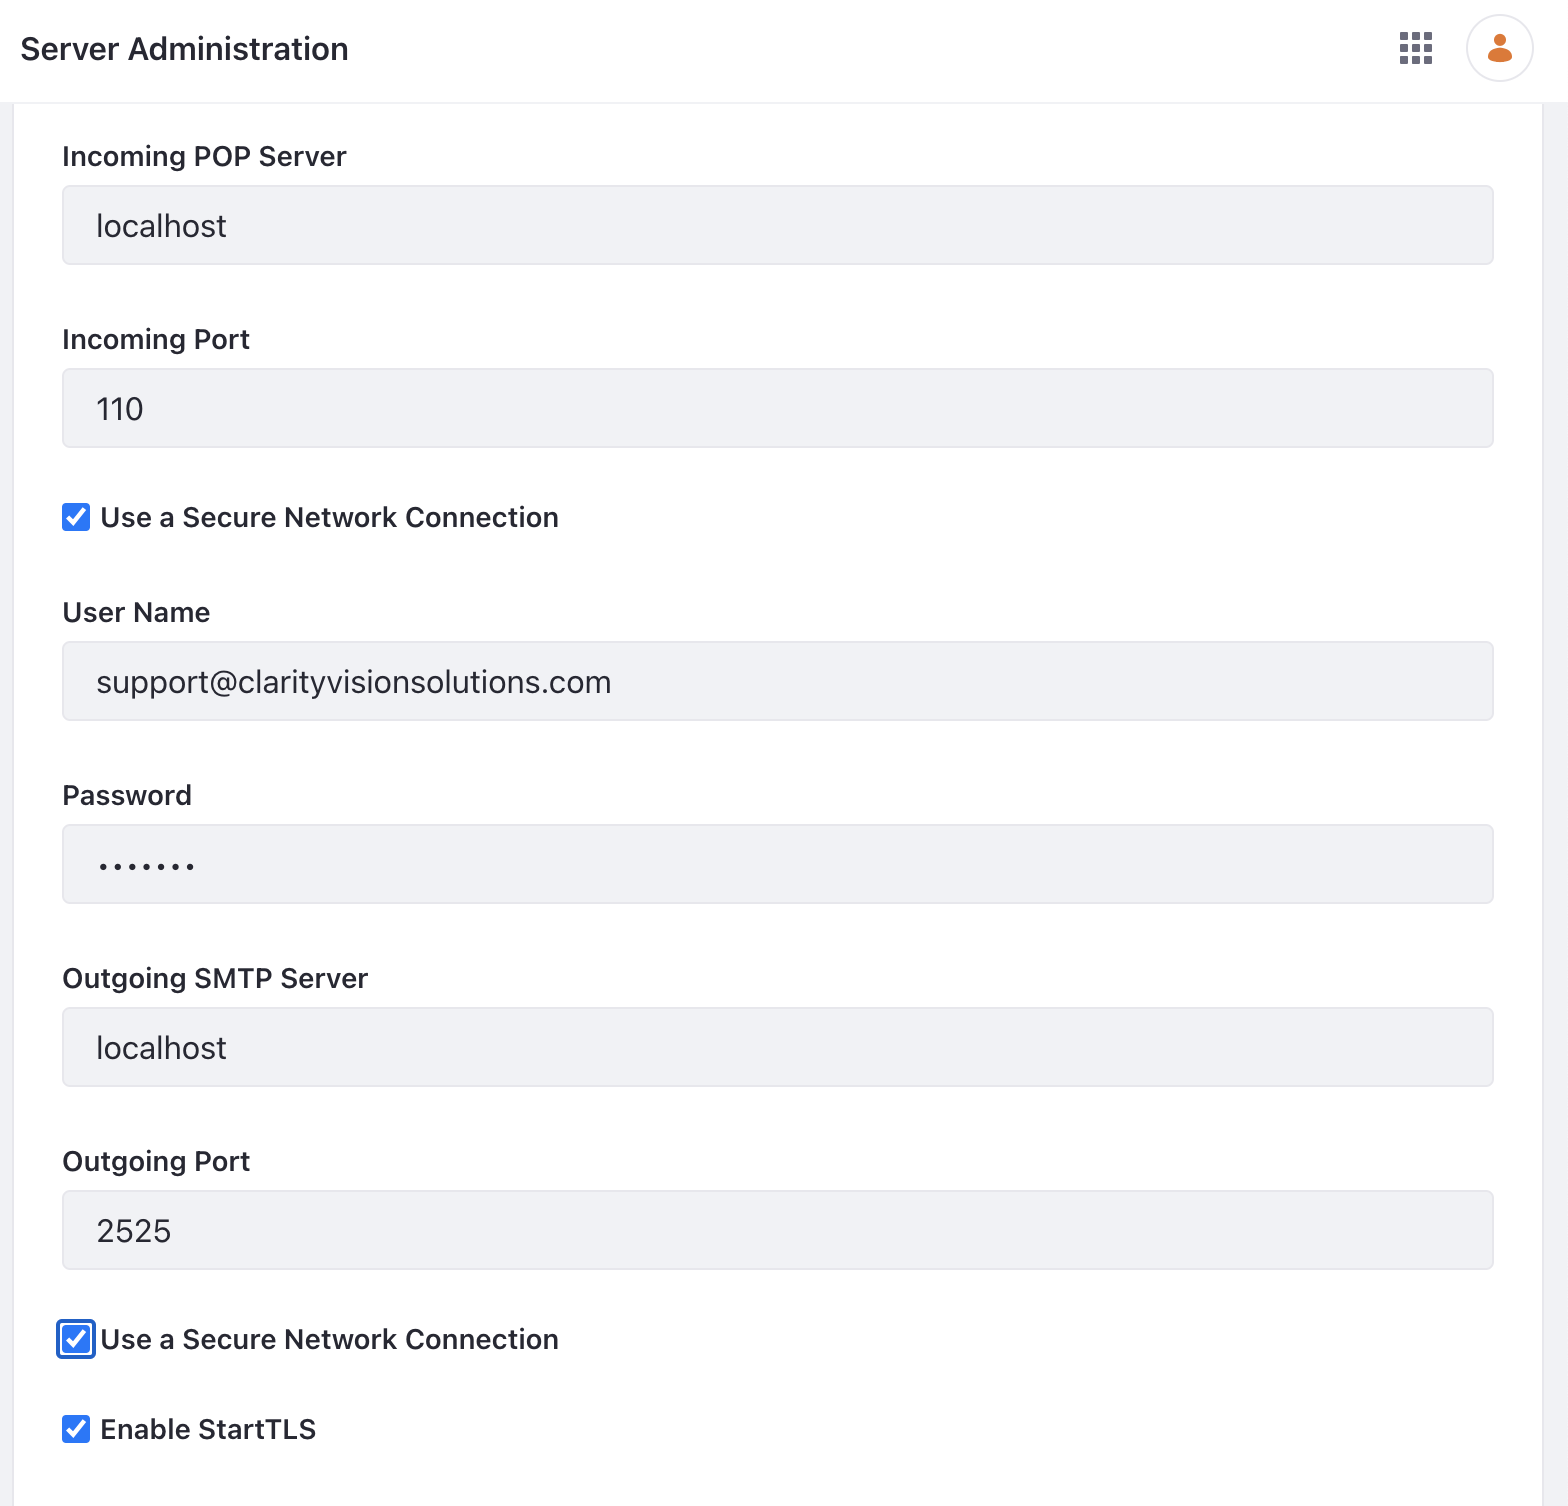 Server Administration
Incoming POP Server
localhost
Incoming Port
110
Use a Secure Network Connection
User Name
support@clarityvisionsolutions.com
Password
•••••••
Outgoing SMTP Server
localhost
Outgoing Port
2525
Use a Secure Network Connection
Enable StartTLS